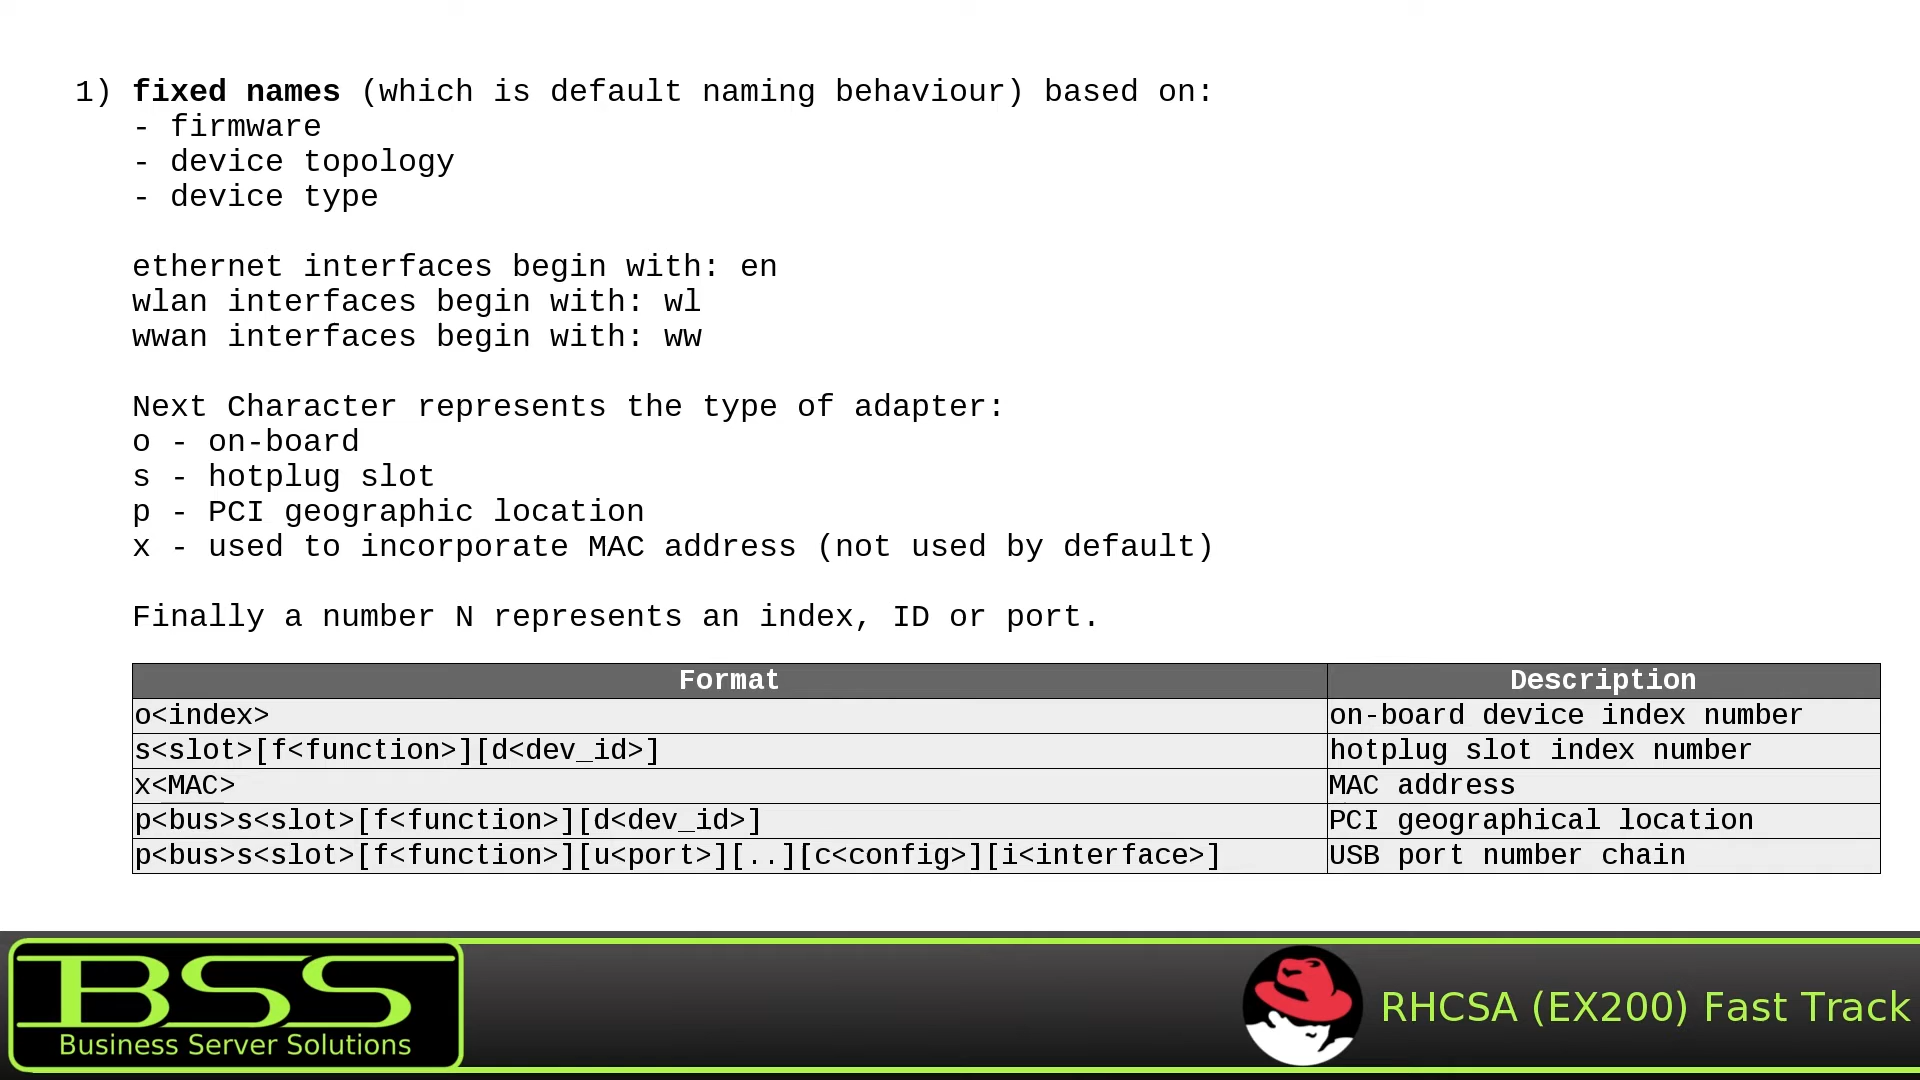 1) fixed names (which is default naming behaviour) based on:
- firmware
- device topology
- device type
ethernet interfaces begin with: en
wlan interfaces begin with: wl
wwan interfaces begin with: ww
Next Character represents the type of adapter:
o - on-board
s - hotplug slot
p - PCI geographic location
x - used to incorporate MAC address (not used by default)
Finally a number N represents an index, ID or port.
Format Description
o<index> on-board device index number
s<slot>[f<function>][d<dev_id>] hotplug slot index number
x<MAC> MAC address
p<bus>s<slot>[f<function>][d<dev_id>] PCI geographical location
p<bus>s<slot>[f<function>][u<port>][..][c<config>][i<interface>] USB port number chain
BSS
Business Server Solutions
RHCSA (EX200) Fast Track